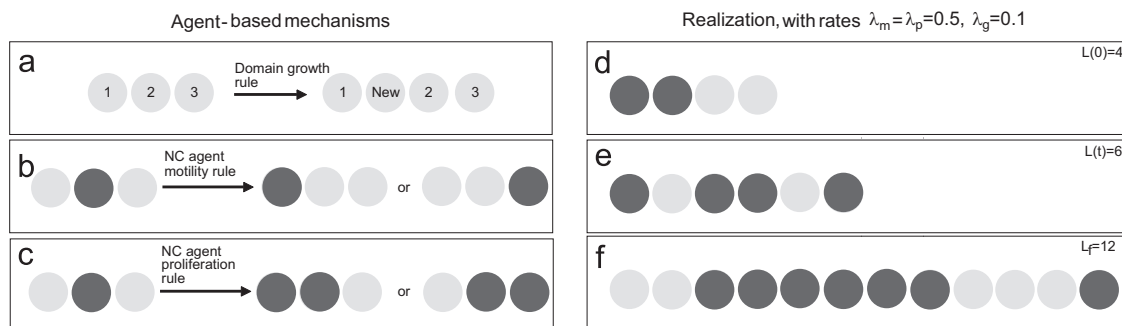 Agent- based mechanisms
a
Domain growth
rule
1 2 3
1 New 2 3
b
NC agent
motility rule
or
c
NC agent
proliferation
rule
or
Realization, with rates λm = λp=0.5, λg=0.1
d
L(0)=4
e
L(t)=6
f
Lf=12